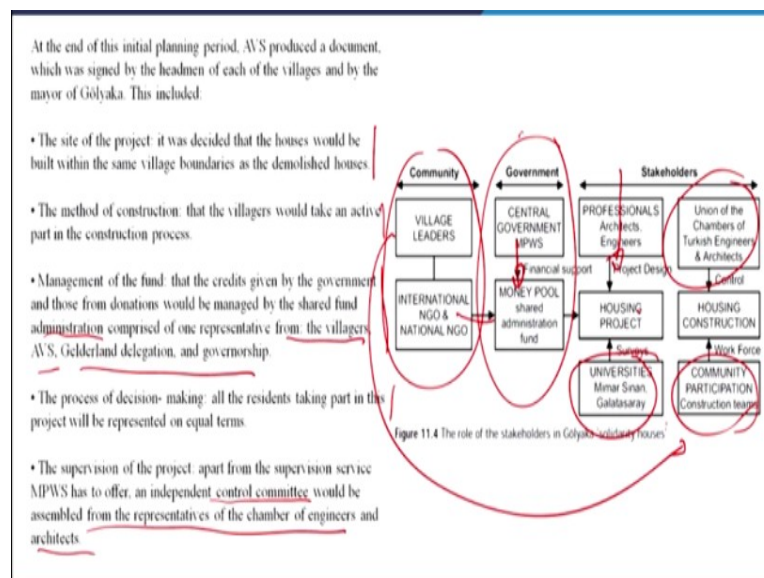 At the end of this initial planning period, AVS produced a document,
which was signed by the headmen of each of the villages and by the
mayor of Gölyaka. This included:
• The site of the project: it was decided that the houses would be
built within the same village boundaries as the demolished houses.
• The method of construction: that the villagers would take an active
part in the construction process.
• Management of the fund: that the credits given by the government
and those from donations would be managed by the shared fund
administration comprised of one representative from: the villagers,
AVS, Gelderland delegation, and governorship.
• The process of decision- making: all the residents taking part in this
project will be represented on equal terms.
• The supervision of the project: apart from the supervision service
MPWS has to offer, an independent control committee would be
assembled from the representatives of the chamber of engineers and
architects.
Community
Government
Stakeholders
VILLAGE
LEADERS
CENTRAL
GOVERNMENT
MPWS
PROFESSIONALS
Architects,
Engineers
Union of the
Chambers of
Turkish Engineers
& Architects
Financial support
Project Design
Control
INTERNATIONAL
NGO &
NATIONAL NGO
MONEY POOL
shared
administration
fund
HOUSING
PROJECT
HOUSING
CONSTRUCTION
Surveys
Work Force
UNIVERSITIES
Mimar Sinan,
Galatasaray
COMMUNITY
PARTICIPATION
Construction teams
Figure 11.4 The role of the stakeholders in Gölyaka 'solidarity houses'